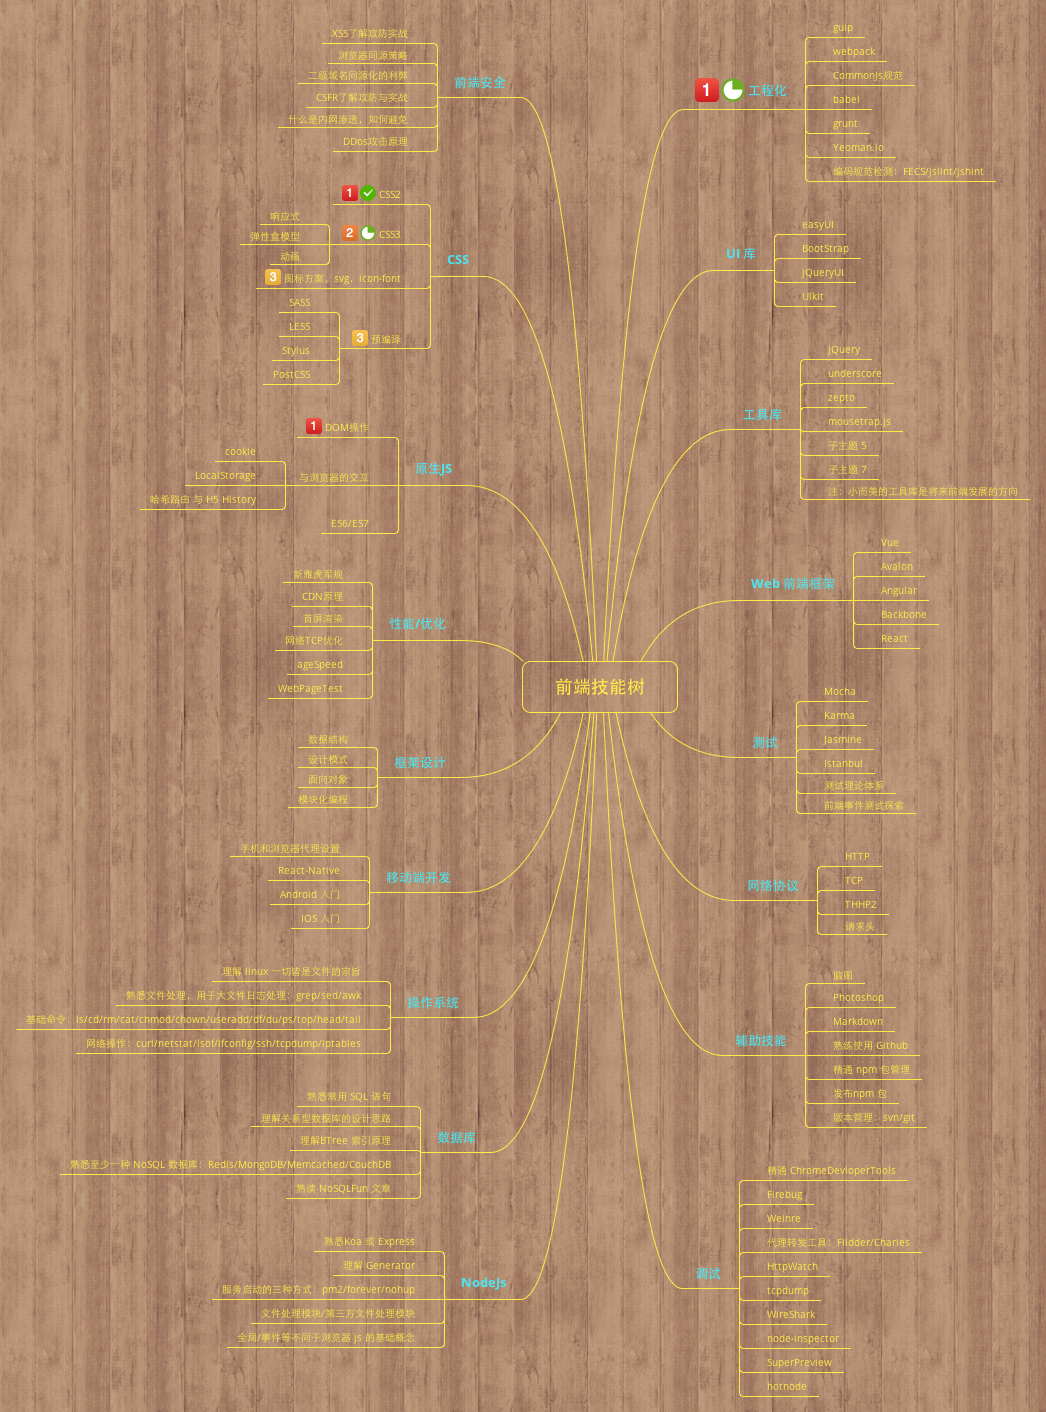 前端技能树
前端安全
XSS了解攻防实战
浏览器同源策略
二级域名同源化的利弊
CSFR了解攻防与实战
什么是内网渗透，如何避免
DDos攻击原理
CSS
1 CSS2
2 CSS3
响应式
弹性盒模型
动画
3 图标方案，svg，icon-font
3 预编译
SASS
LESS
Stylus
PostCSS
原生JS
1 DOM操作
与浏览器的交互
cookie
LocalStorage
哈希路由 与 H5 History
ES6/ES7
性能/优化
新雅虎军规
CDN原理
首屏渲染
网络TCP优化
ageSpeed
WebPageTest
框架设计
数据结构
设计模式
面向对象
模块化编程
移动端开发
手机和浏览器代理设置
React-Native
Android 入门
IOS 入门
操作系统
理解 linux 一切皆是文件的宗旨
熟悉文件处理，用于大文件日志处理：grep/sed/awk
基础命令：ls/cd/rm/cat/chmod/chown/useradd/df/du/ps/top/head/tail
网络操作：curl/netstat/lsof/ifconfig/ssh/tcpdump/iptables
数据库
熟悉常用 SQL 语句
理解关系型数据库的设计思路
理解BTree 索引原理
熟悉至少一种 NoSQL 数据库：Redis/MongoDB/Memcached/CouchDB
熟读 NoSQLFun 文章
NodeJs
熟悉Koa 或 Express
理解 Generator
服务启动的三种方式：pm2/forever/nohup
文件处理模块/第三方文件处理模块
全局/事件等不同于浏览器 js 的基础概念
1 工程化
gulp
webpack
CommonJs规范
babel
grunt
Yeoman.io
编码规范检测：FECS/jslint/jshint
UI 库
easyUI
BootStrap
jQueryUI
UIkit
工具库
jQuery
underscore
zepto
mousetrap.js
子主题 5
子主题 7
注：小而美的工具库是将来前端发展的方向
Web 前端框架
Vue
Avalon
Angular
Backbone
React
测试
Mocha
Karma
Jasmine
Istanbul
测试理论体系
前端事件测试探索
网络协议
HTTP
TCP
THHP2
请求头
辅助技能
脑图
Photoshop
Markdown
熟练使用 Github
精通 npm 包管理
发布npm 包
版本管理：svn/git
调试
精通 ChromeDevloperTools
Firebug
Weinre
代理转发工具：Fildder/Charles
HttpWatch
tcpdump
WireShark
node-inspector
SuperPreview
hotnode